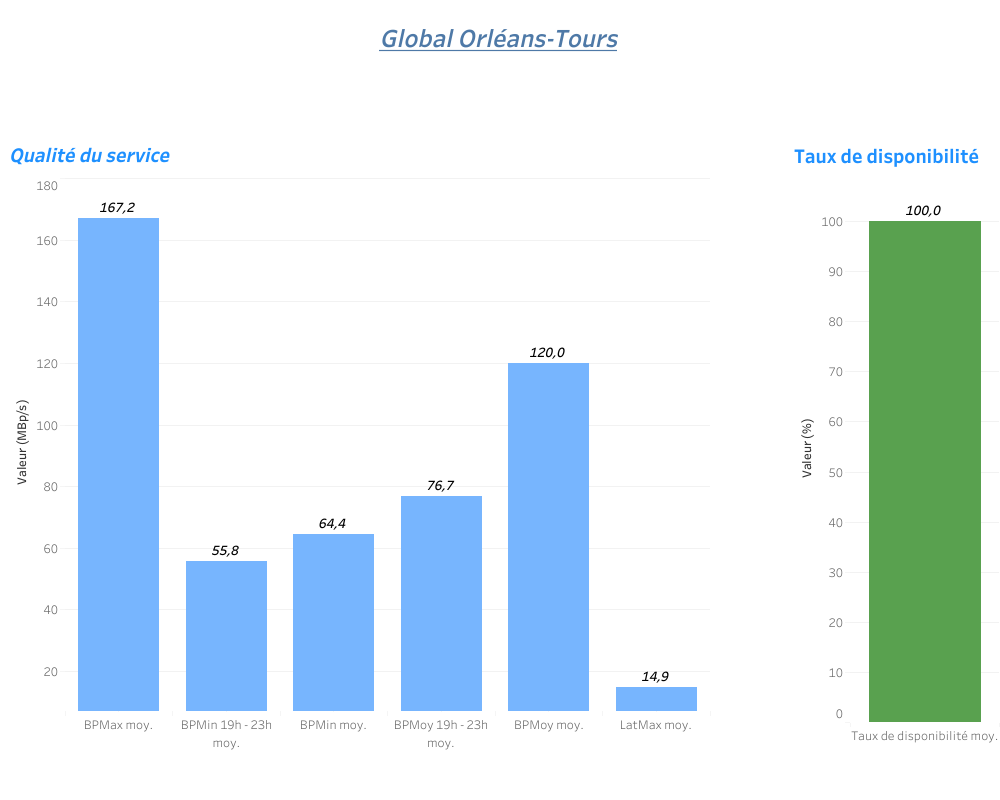 Global Orléans-Tours
Qualité du service
Valeur (MBp/s)
180
160
140
120
100
80
60
40
20
167,2
55,8
64,4
76,7
120,0
14,9
BPMax moy.
BPMin 19h - 23h
moy.
BPMin moy.
BPMoy 19h - 23h
moy.
BPMoy moy.
LatMax moy.
Taux de disponibilité
Valeur (%)
100
90
80
70
60
50
40
30
20
10
0
100,0
Taux de disponibilité moy.